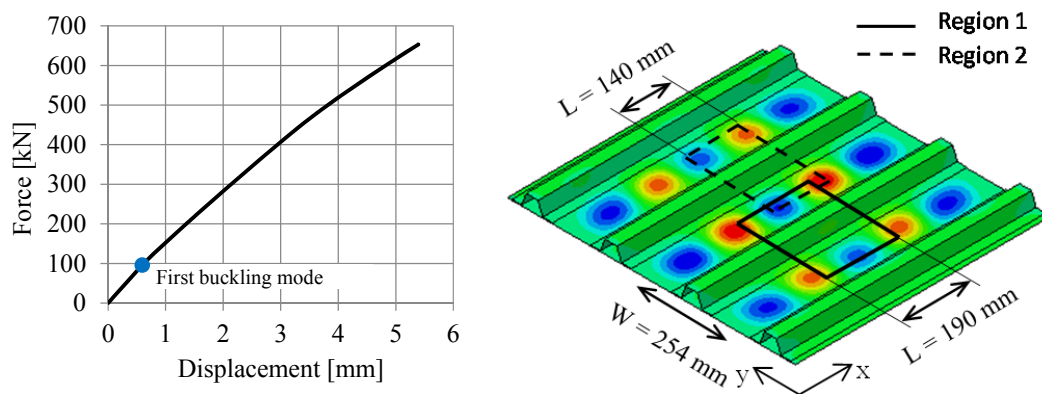 700
600
500
400
300
200
100
0
Force [kN]
First buckling mode
0 1 2 3 4 5 6
Displacement [mm]
Region 1
Region 2
L = 140 mm
W = 254 mm
L = 190 mm
y
x